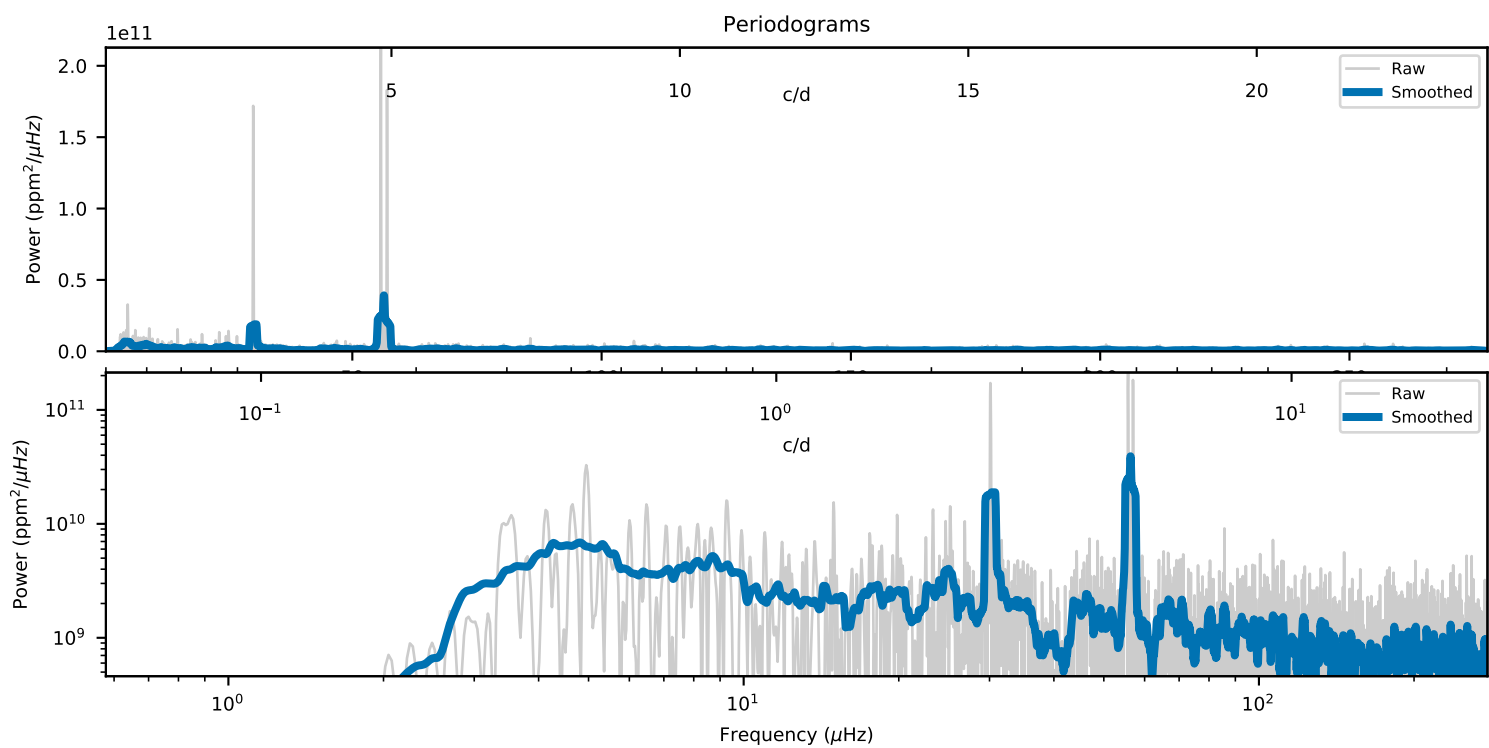 Periodograms
1e11
2.0
1.5
1.0
0.5
0.0
Power (ppm²/μHz)
5
10
15
20
c/d
Raw
Smoothed
10¹¹
10¹⁰
10⁹
Power (ppm²/μHz)
10⁻¹
10⁰
10¹
c/d
Raw
Smoothed
10⁰
10¹
10²
Frequency (μHz)